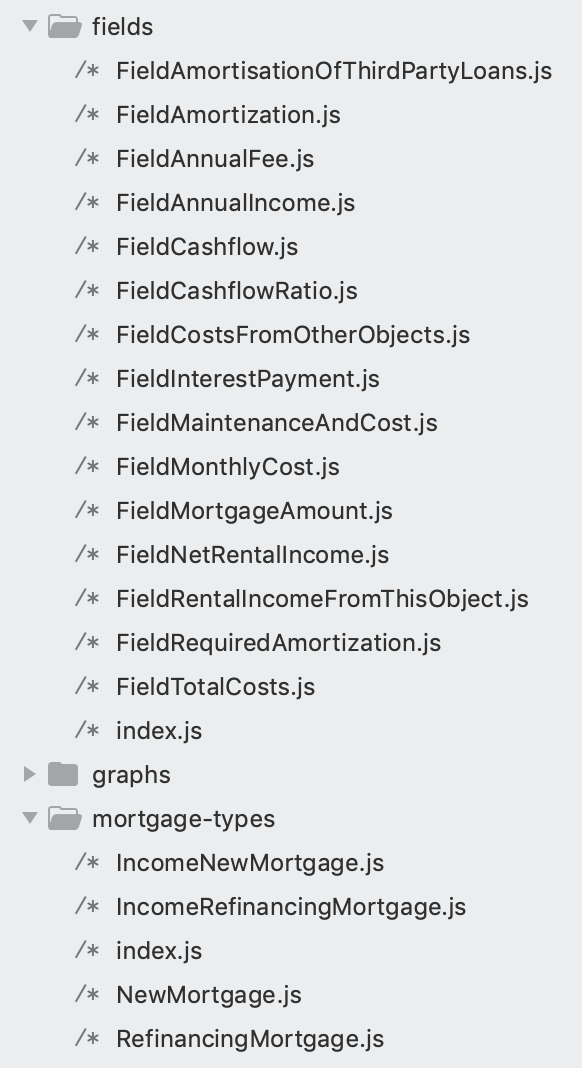 fields
/* FieldAmortisationOfThirdPartyLoans.js
/* FieldAmortization.js
/* FieldAnnualFee.js
/* FieldAnnualIncome.js
/* FieldCashflow.js
/* FieldCashflowRatio.js
/* FieldCostsFromOtherObjects.js
/* FieldInterestPayment.js
/* FieldMaintenanceAndCost.js
/* FieldMonthlyCost.js
/* FieldMortgageAmount.js
/* FieldNetRentalIncome.js
/* FieldRentalIncomeFromThisObject.js
/* FieldRequiredAmortization.js
/* FieldTotalCosts.js
/* index.js
graphs
mortgage-types
/* IncomeNewMortgage.js
/* IncomeRefinancingMortgage.js
/* index.js
/* NewMortgage.js
/* RefinancingMortgage.js